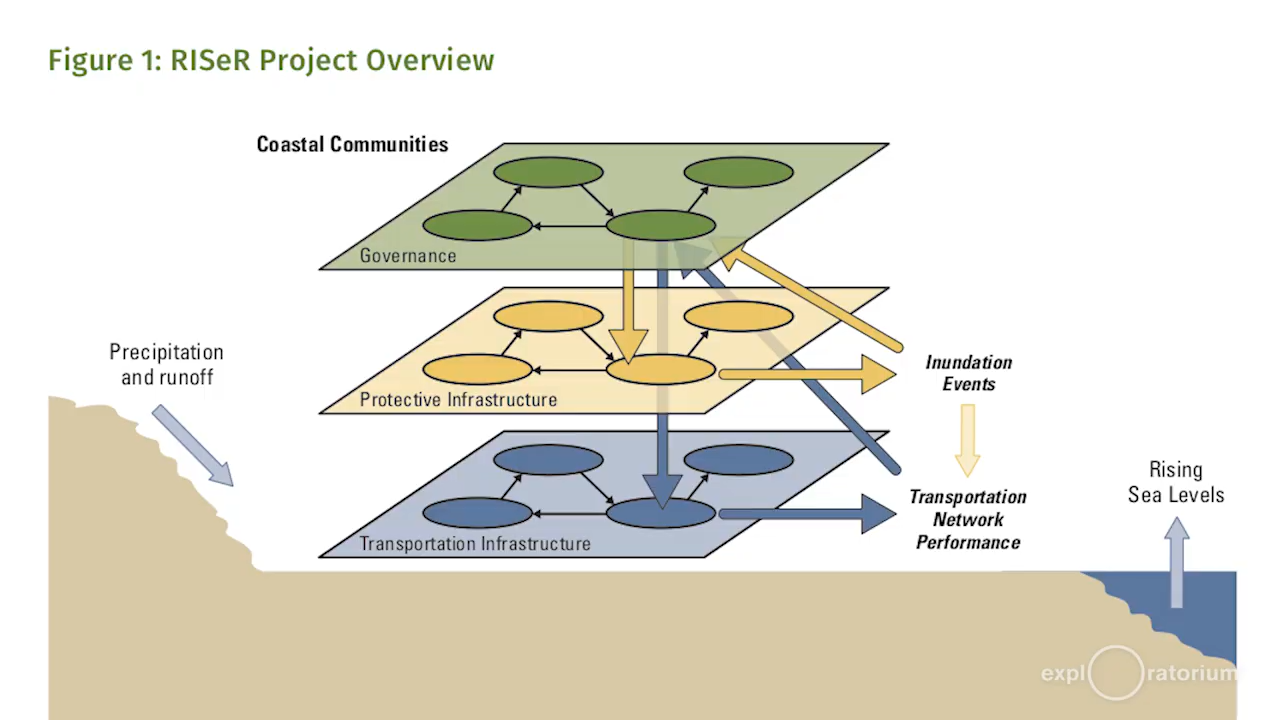 Figure 1: RISeR Project Overview
Coastal Communities
Governance
Precipitation
and runoff
Protective Infrastructure
Inundation
Events
Transportation Infrastructure
Transportation
Network
Performance
Rising
Sea Levels
expl ratorium